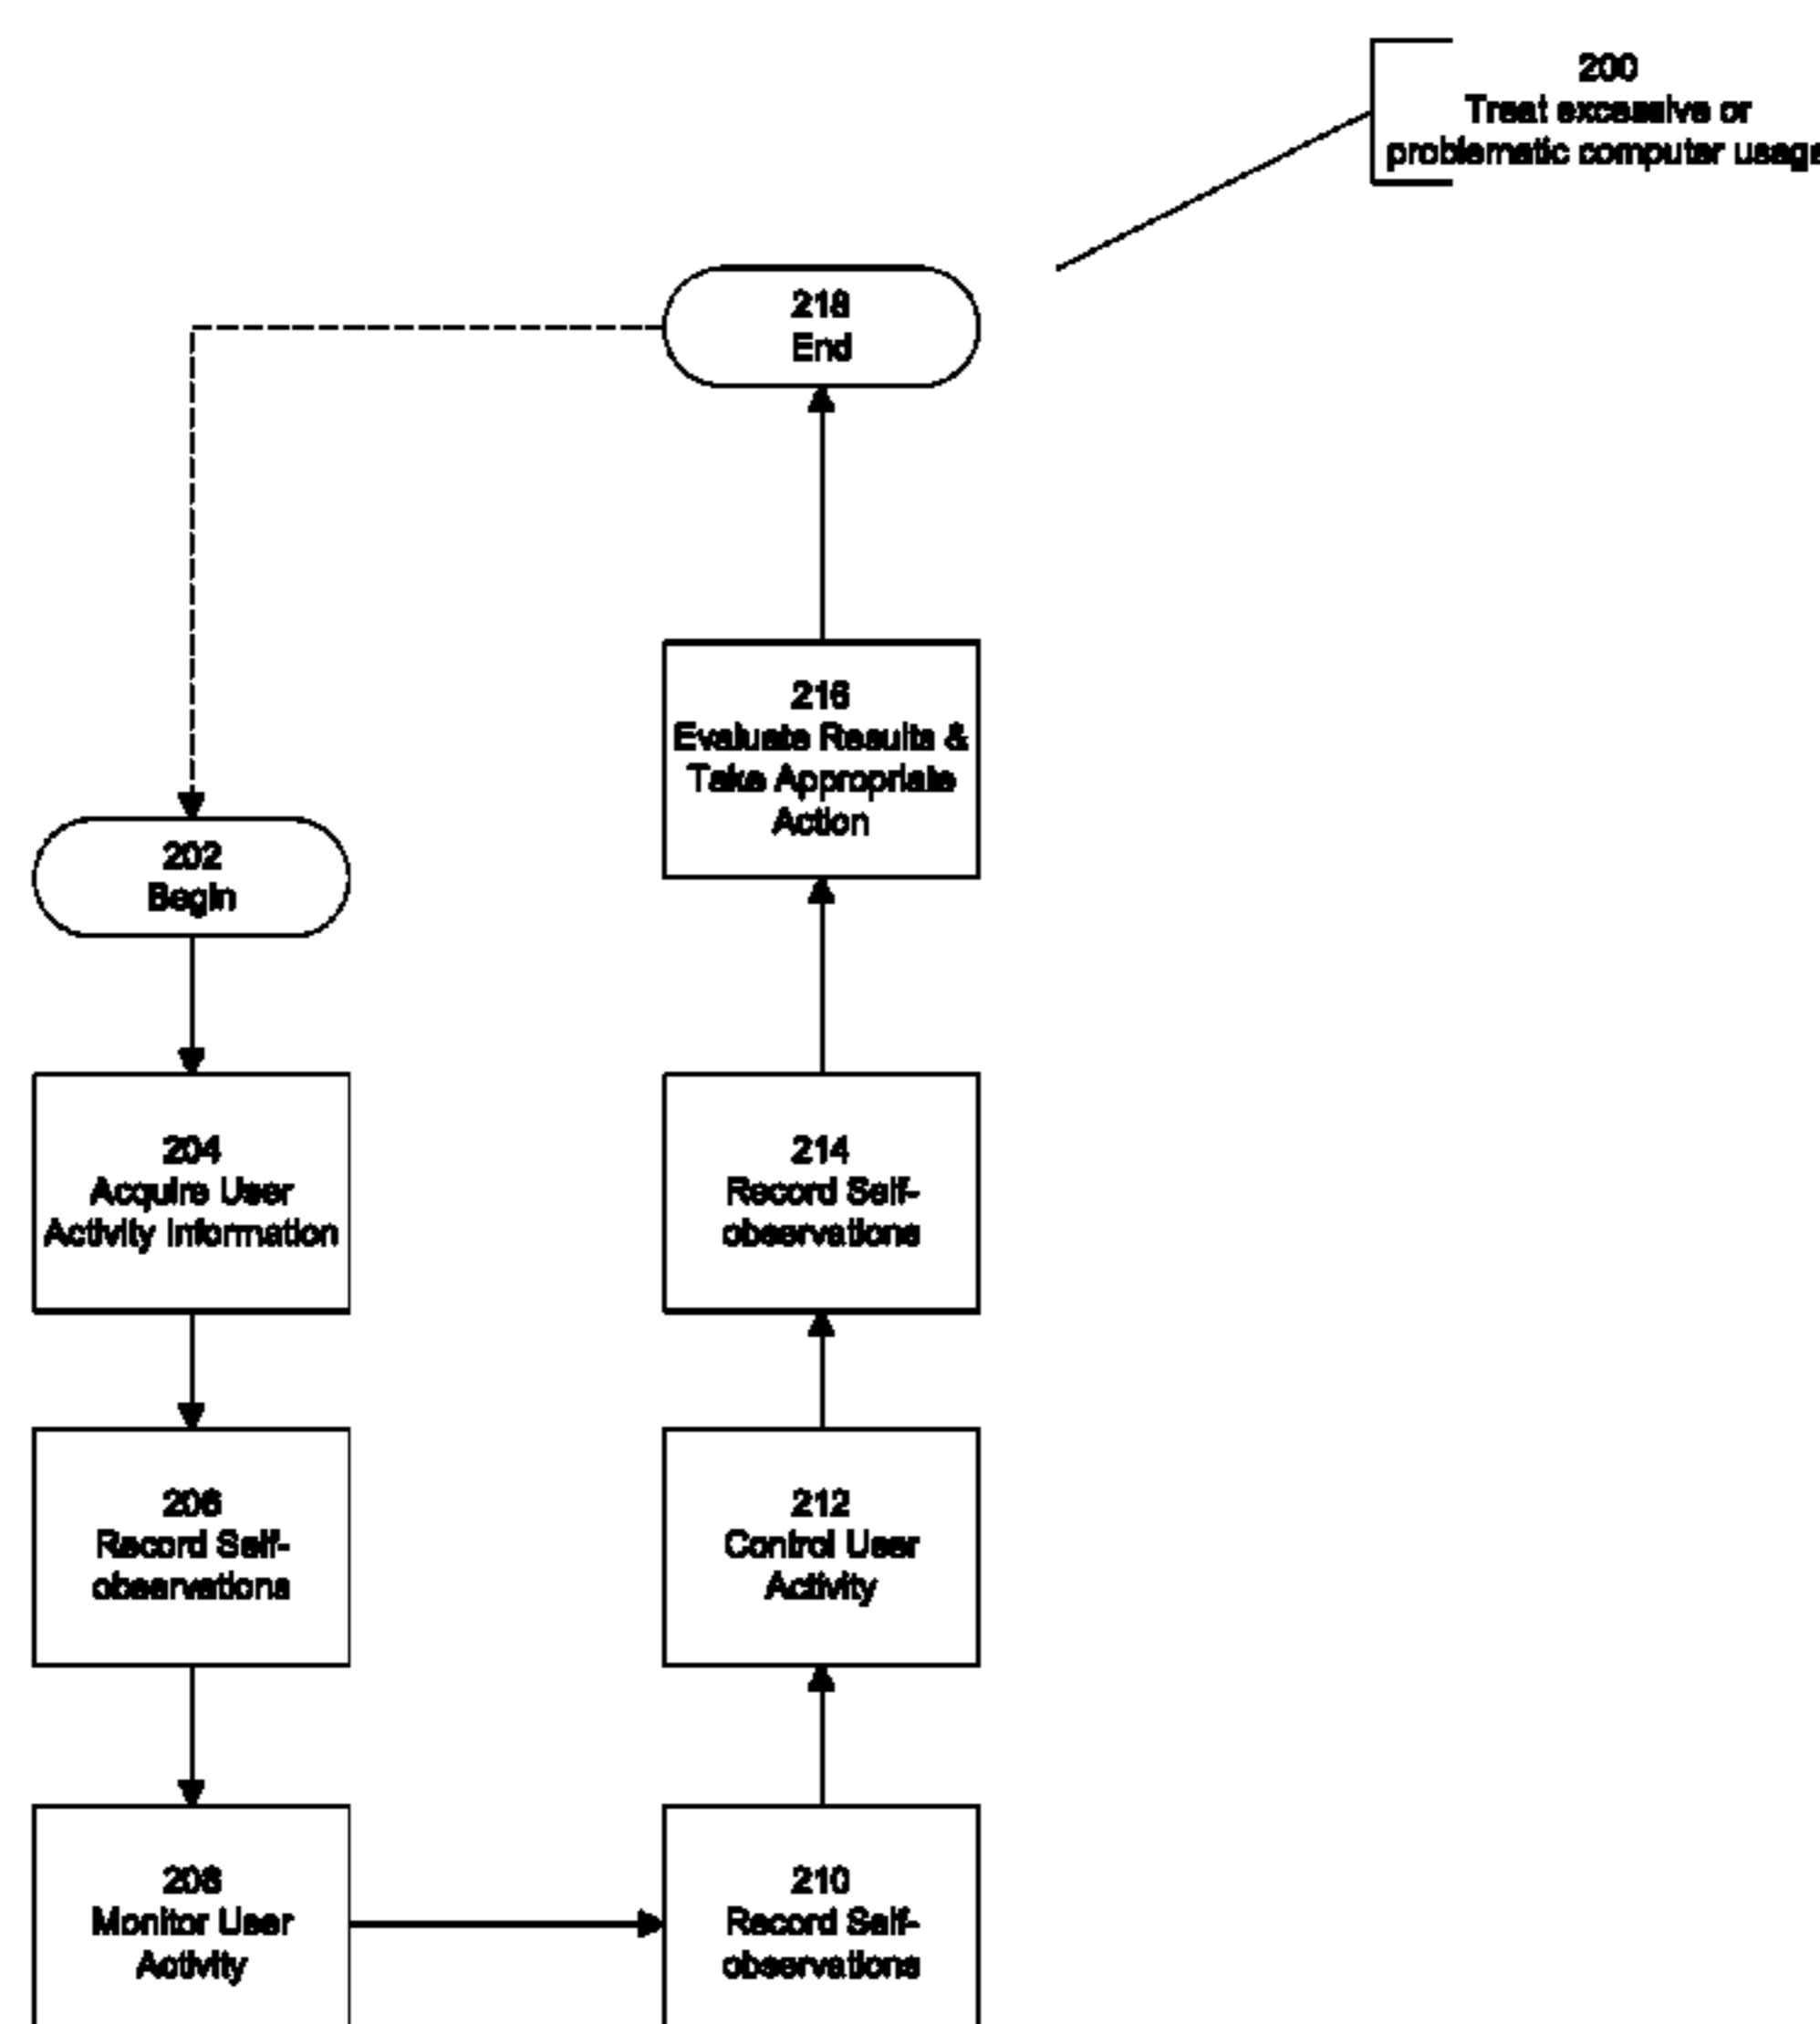 200
Treat excessive or
problematic computer usage
218
End
216
Evaluate Results &
Take Appropriate
Action
202
Begin
204
Acquire User
Activity Information
214
Record Self-
observations
206
Record Self-
observations
212
Control User
Activity
208
Monitor User
Activity
210
Record Self-
observations